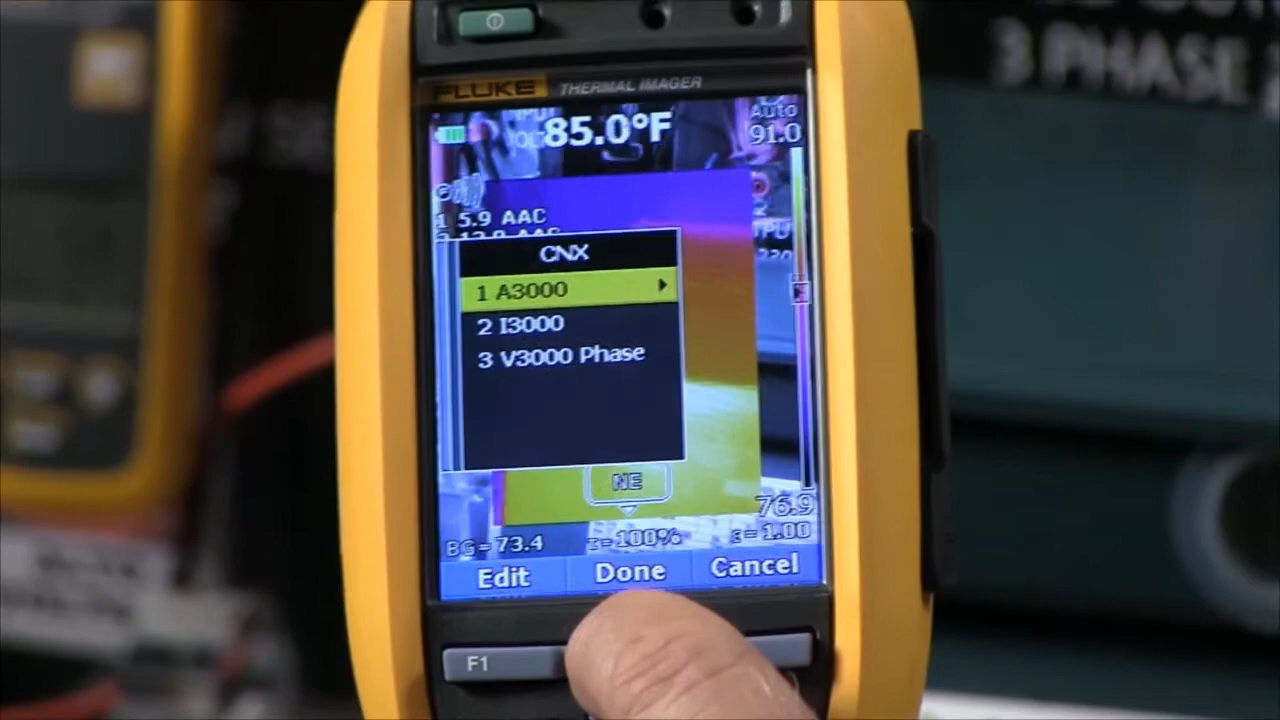 3 PHASE
FLUKE THERMAL IMAGER
85.0°F
Auto
91.0
1 5.9 AAC
CNX
1 A3000
2 I3000
3 V3000 Phase
NE
76.9
BG=73.4
τ=100%
ε=1.00
Edit Done Cancel
F1